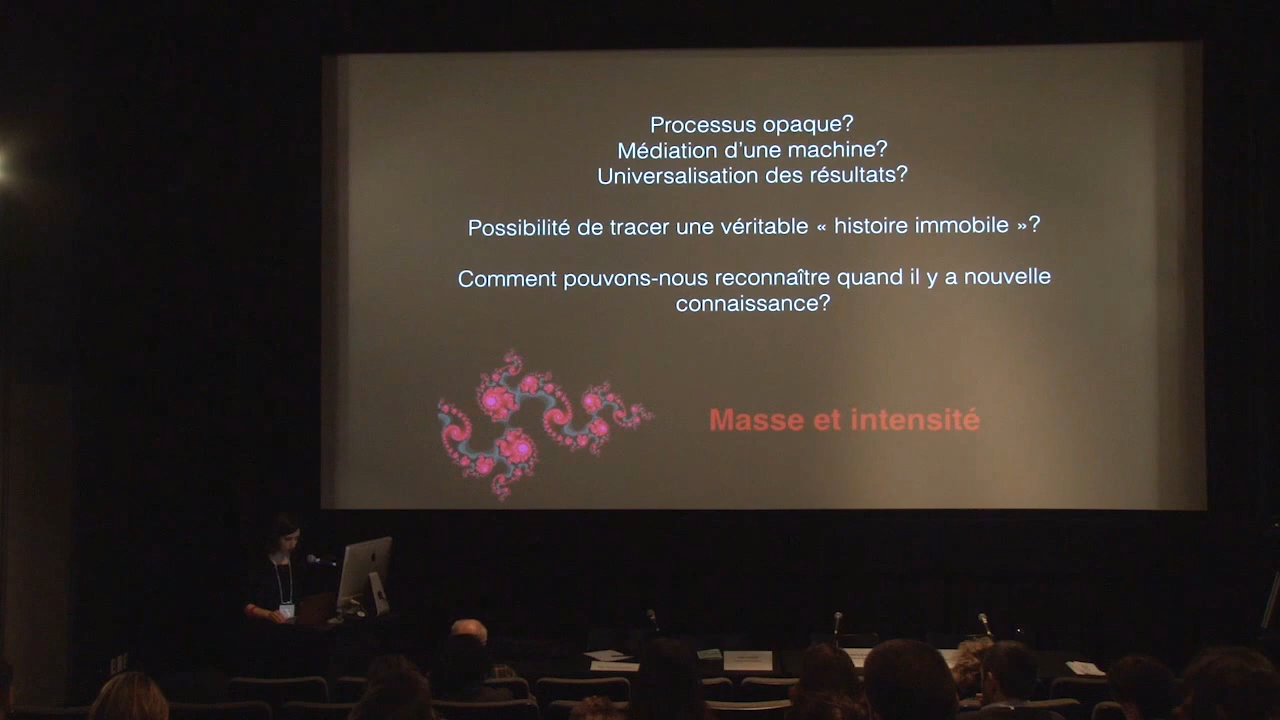 Processus opaque?
Médiation d'une machine?
Universalisation des résultats?
Possibilité de tracer une véritable « histoire immobile »?
Comment pouvons-nous reconnaître quand il y a nouvelle
connaissance?
Masse et intensité